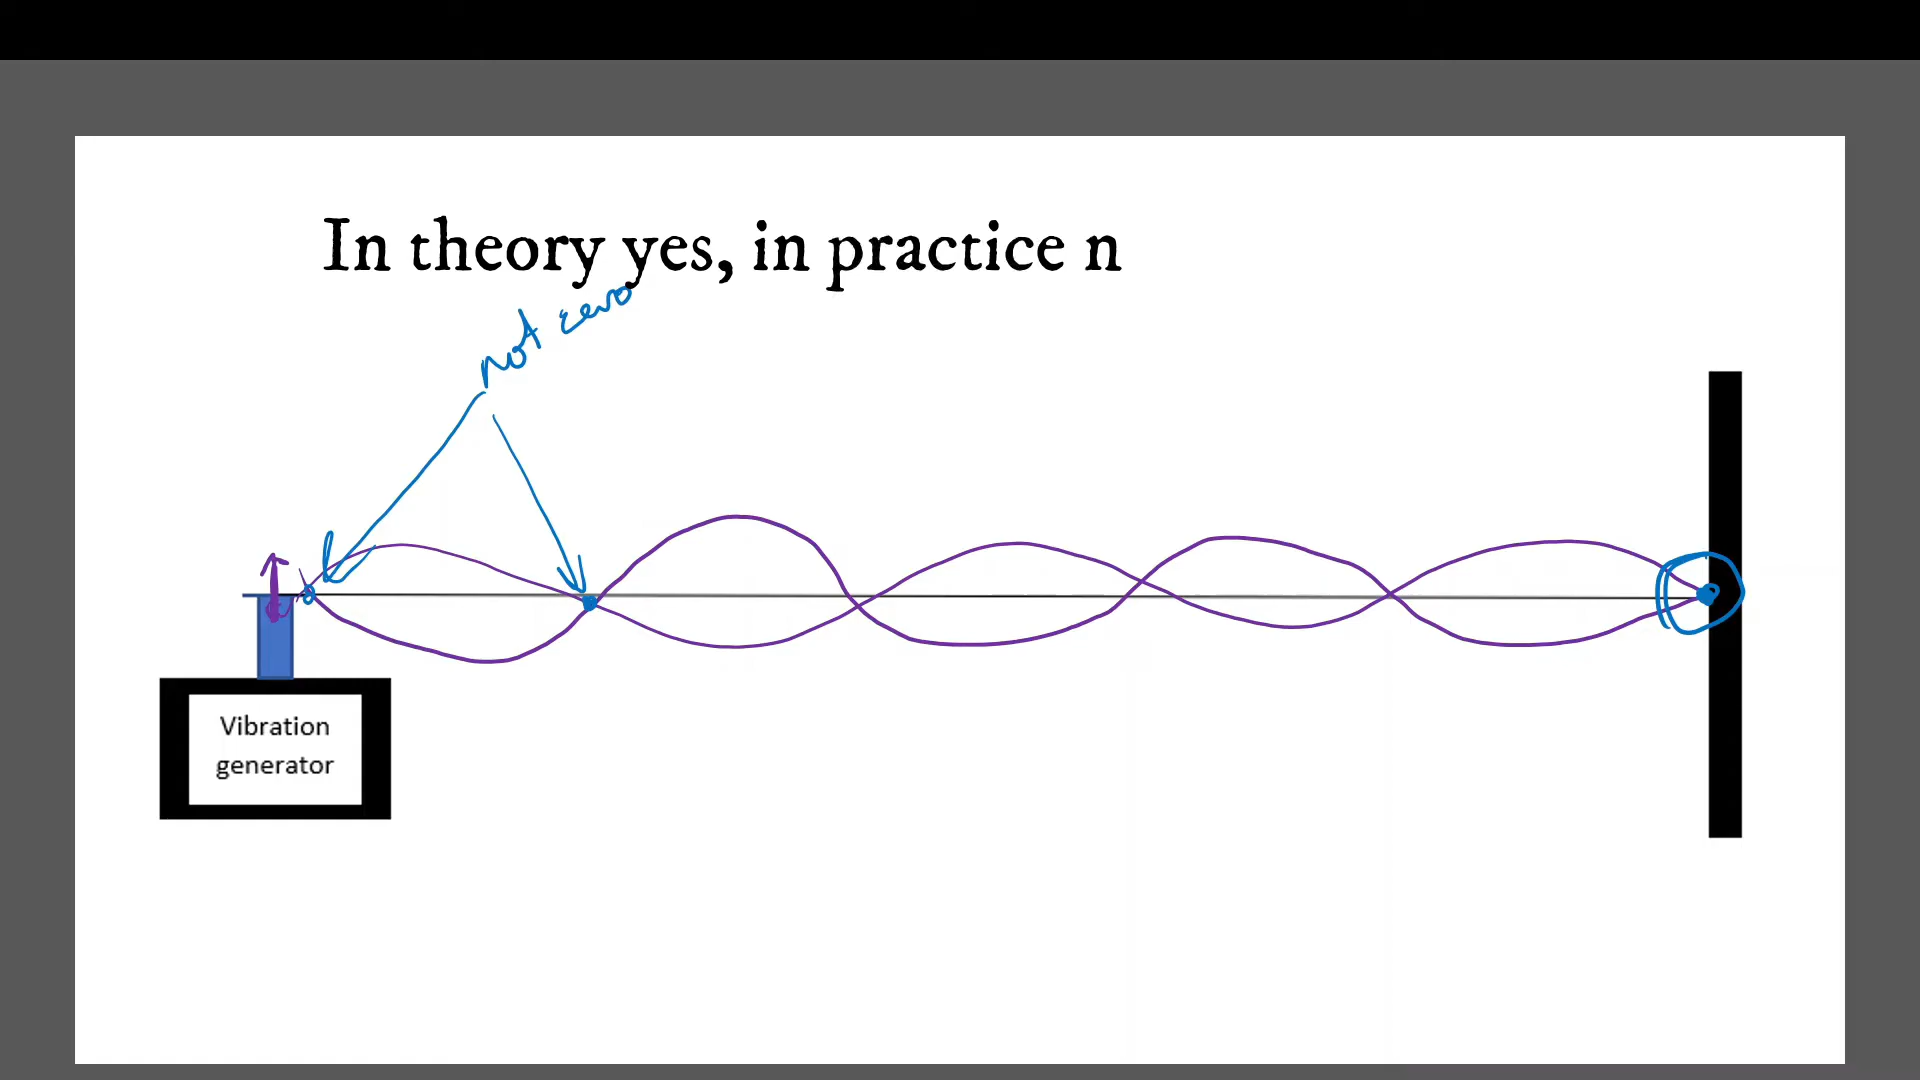 In theory yes, in practice n
not zero
Vibration
generator